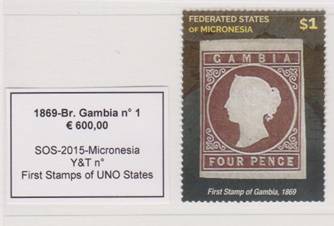 1869-Br. Gambia n° 1
€ 600,00
SOS-2015-Micronesia
Y&T n°
First Stamps of UNO States
FEDERATED STATES
OF MICRONESIA
$1
GAMBIA
FOUR PENCE
First Stamp of Gambia, 1869